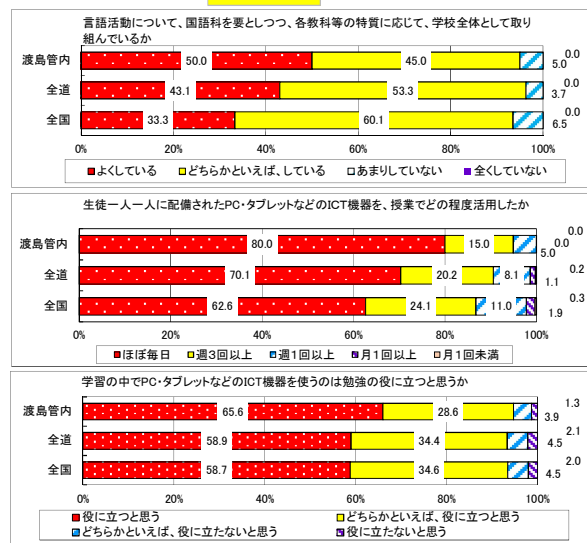 言語活動について、国語科を要としつつ、各教科等の特質に応じて、学校全体として取り
組んでいるか
渡島管内 50.0 45.0 5.0 0.0
全道 43.1 53.3 3.7 0.0
全国 33.3 60.1 6.5 0.0
0% 20% 40% 60% 80% 100%
よくしている どちらかといえば、している あまりしていない 全くしていない
生徒一人一人に配備されたPC・タブレットなどのICT機器を、授業でどの程度活用したか
渡島管内 80.0 15.0 5.0 0.0 0.0
全道 70.1 20.2 8.1 1.1 0.2
全国 62.6 24.1 11.0 1.9 0.3
0% 20% 40% 60% 80% 100%
ほぼ毎日 週3回以上 週1回以上 月1回以上 月1回未満
学習の中でPC・タブレットなどのICT機器を使うのは勉強の役に立つと思うか
渡島管内 65.6 28.6 3.9 1.3
全道 58.9 34.4 4.5 2.1
全国 58.7 34.6 4.5 2.0
0% 20% 40% 60% 80% 100%
役に立つと思う どちらかといえば、役に立つと思う
どちらかといえば、役に立たないと思う 役に立たないと思う